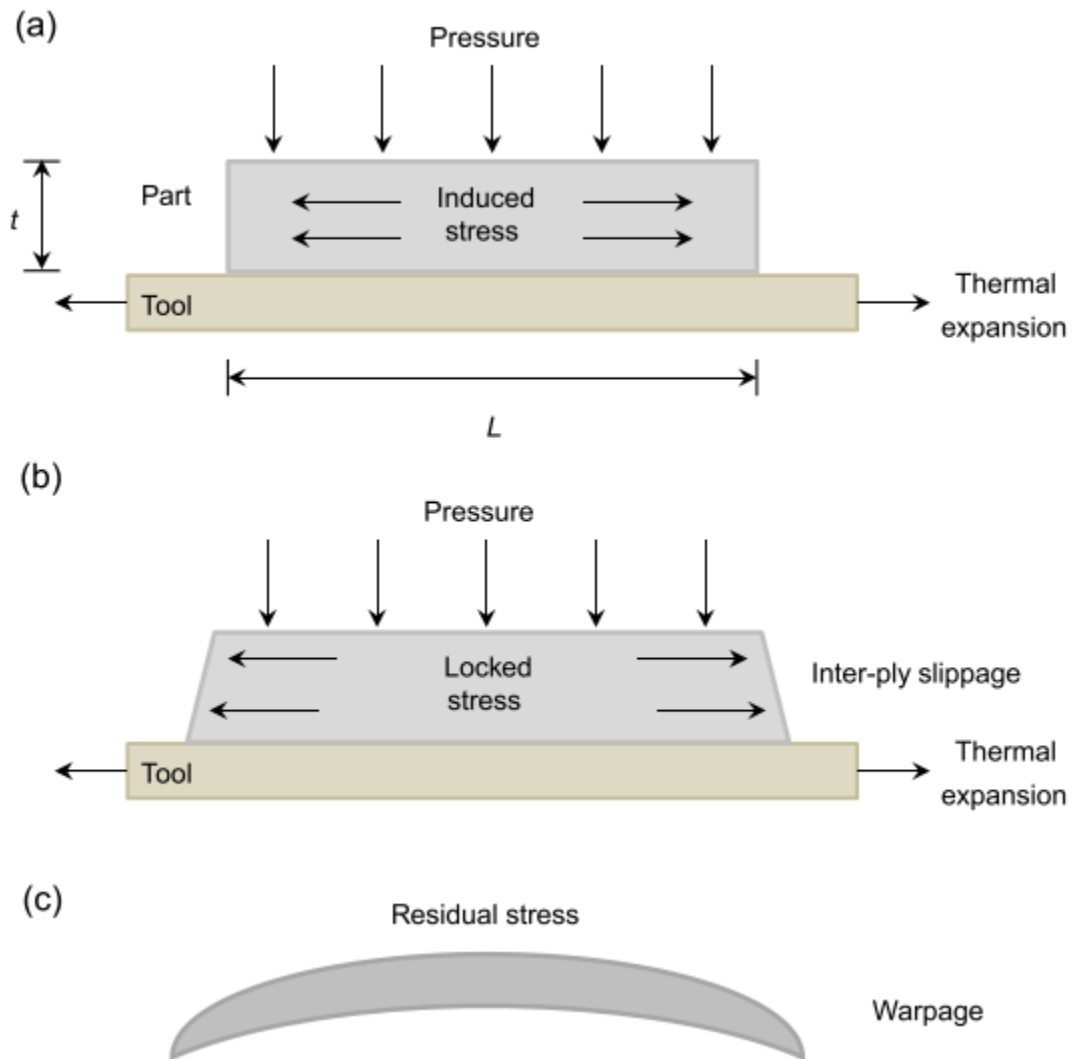 (a)
Pressure
Part
t
Induced
stress
Tool
Thermal
expansion
L
(b)
Pressure
Locked
stress
Inter-ply slippage
Tool
Thermal
expansion
(c)
Residual stress
Warpage